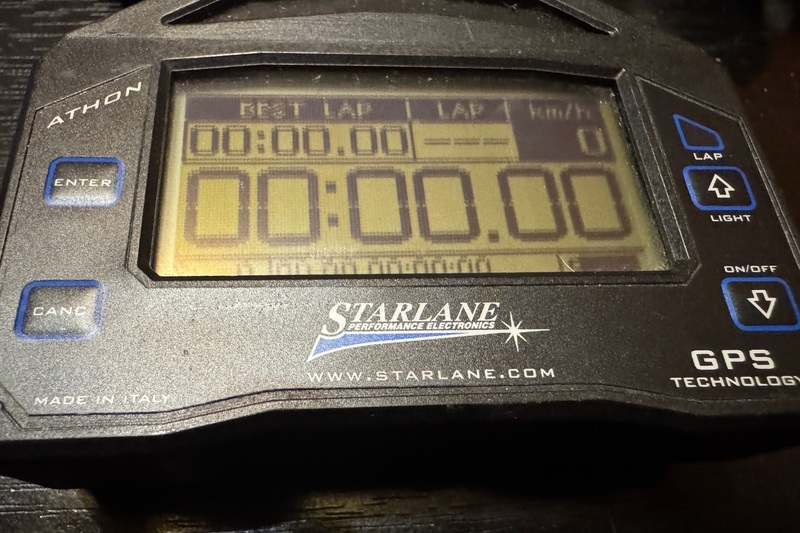 ATHON
BEST LAP LAP km/h
00:00.00 --- 0
00:00.00
ENTER
LAP
LIGHT
CANC
ON/OFF
STARLANE
PERFORMANCE ELECTRONICS
WWW.STARLANE.COM
GPS
TECHNOLOGY
MADE IN ITALY